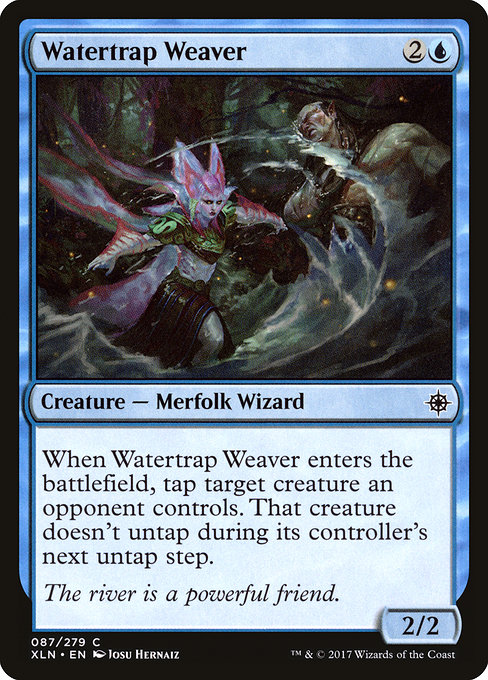 Watertrap Weaver 2
Creature — Merfolk Wizard
When Watertrap Weaver enters the
battlefield, tap target creature an
opponent controls. That creature
doesn't untap during its controller's
next untap step.
The river is a powerful friend.
2/2
087/279 C
XLN • EN Josu Hernaiz
™ & © 2017 Wizards of the Coast